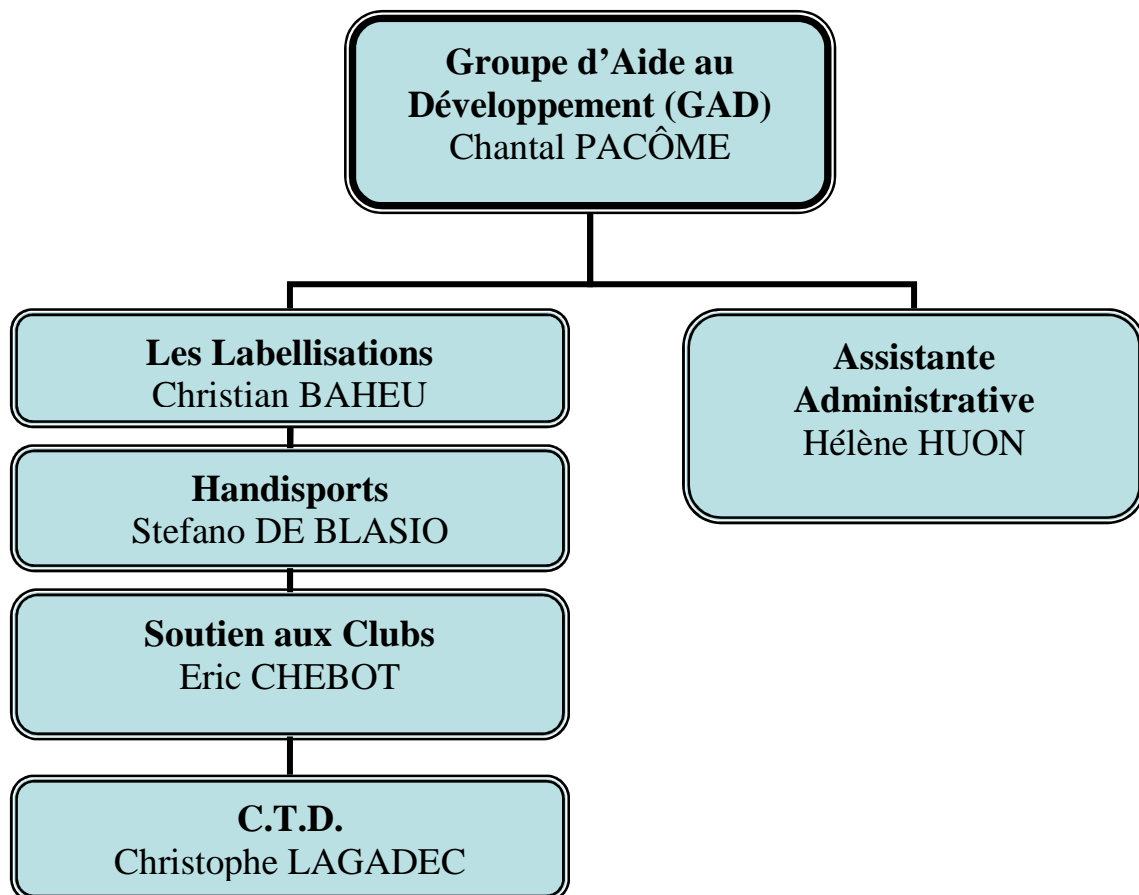 Groupe d’Aide au
Développement (GAD)
Chantal PACÔME
Les Labellisations
Christian BAHEU
Assistante
Administrative
Hélène HUON
Handisports
Stefano DE BLASIO
Soutien aux Clubs
Eric CHEBOT
C.T.D.
Christophe LAGADEC